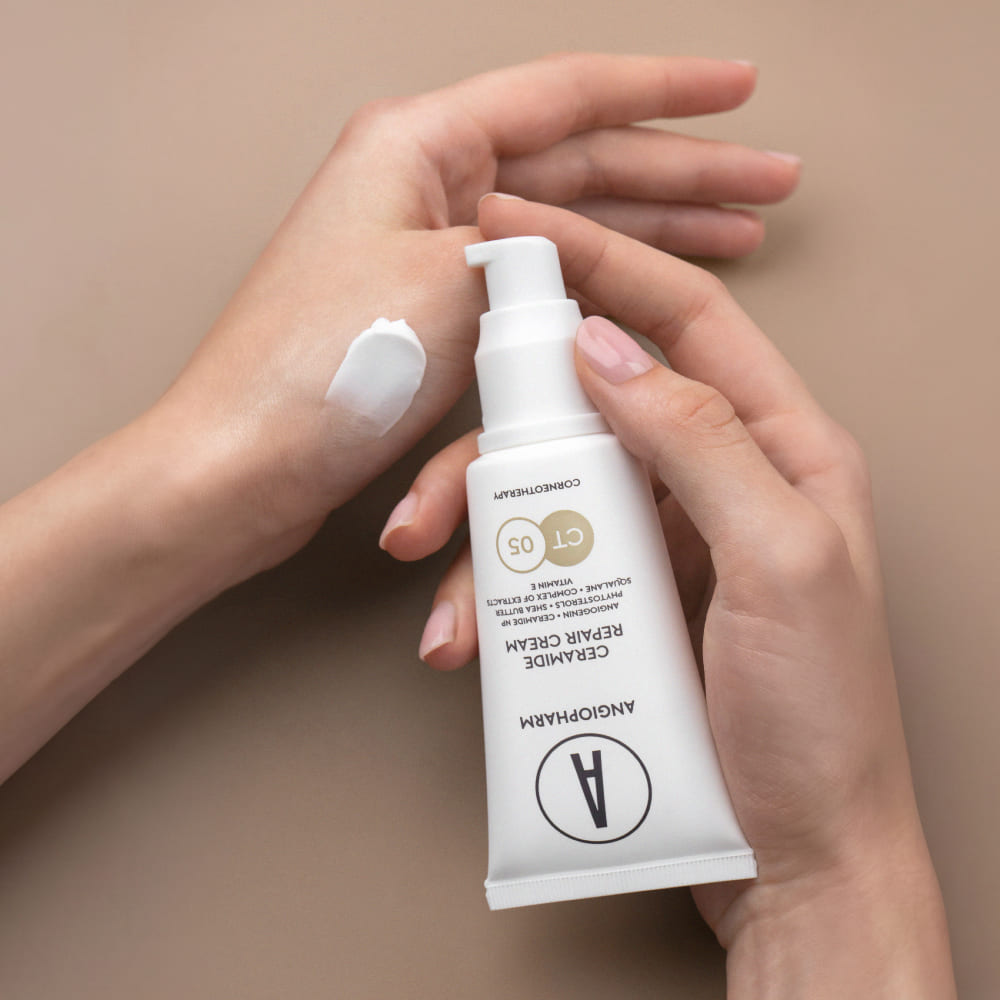 A
ANGIOPHARM
CERAMIDE
REPAIR CREAM
ANGIOGENIN • CERAMIDE NP
PHYTOSTEROLS • SHEA BUTTER
SQUALANE • COMPLEX OF EXTRACTS
VITAMIN E
CT 05
CORNEOTHERAPY